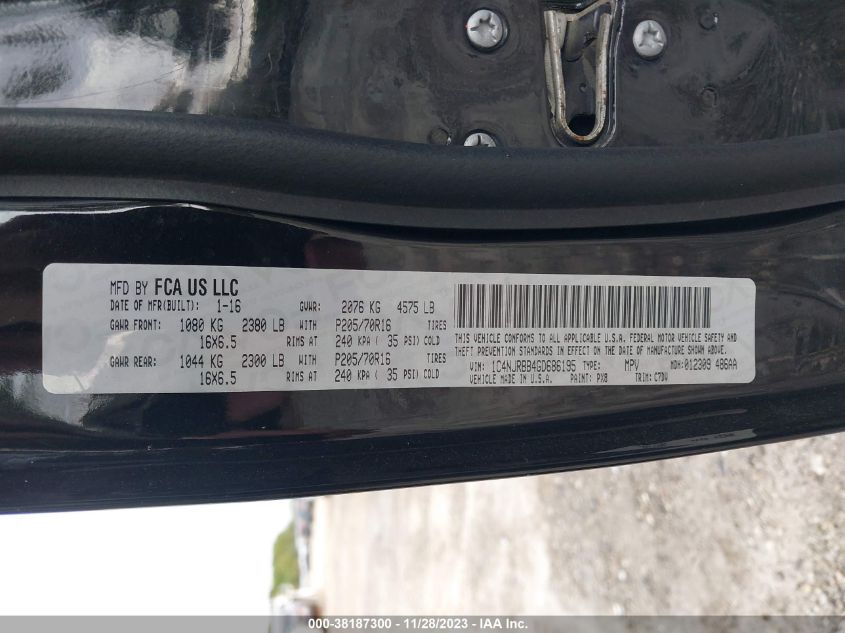 MFD BY FCA US LLC
DATE OF MFR(BUILT): 1-16 GVWR: 2076 KG 4575 LB
GAWR FRONT: 1080 KG 2380 LB WITH P205/70R16 TIRES
16X6.5 RIMS AT 240 KPA ( 35 PSI) COLD
GAWR REAR: 1044 KG 2300 LB WITH P205/70R16 TIRES
16X6.5 RIMS AT 240 KPA ( 35 PSI) COLD
THIS VEHICLE CONFORMS TO ALL APPLICABLE U.S.A. FEDERAL MOTOR VEHICLE SAFETY AND
THEFT PREVENTION STANDARDS IN EFFECT ON THE DATE OF MANUFACTURE SHOWN ABOVE.
VIN: 1C4NJRBB4GD686195 TYPE: MPV MDH: 012309 486AA
VEHICLE MADE IN U.S.A. PAINT: PX8 TRIM: C7DV
000-38187300 - 11/28/2023 - IAA Inc.